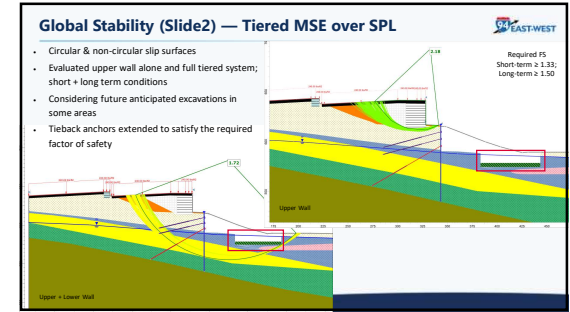 Global Stability (Slide2) — Tiered MSE over SPL
94 EAST-WEST
• Circular & non-circular slip surfaces
• Evaluated upper wall alone and full tiered system;
short + long term conditions
• Considering future anticipated excavations in
some areas
• Tieback anchors extended to satisfy the required
factor of safety
Required FS
Short-term ≥ 1.33;
Long-term ≥ 1.50
2.18
Upper Wall
1.72
Upper + Lower Wall